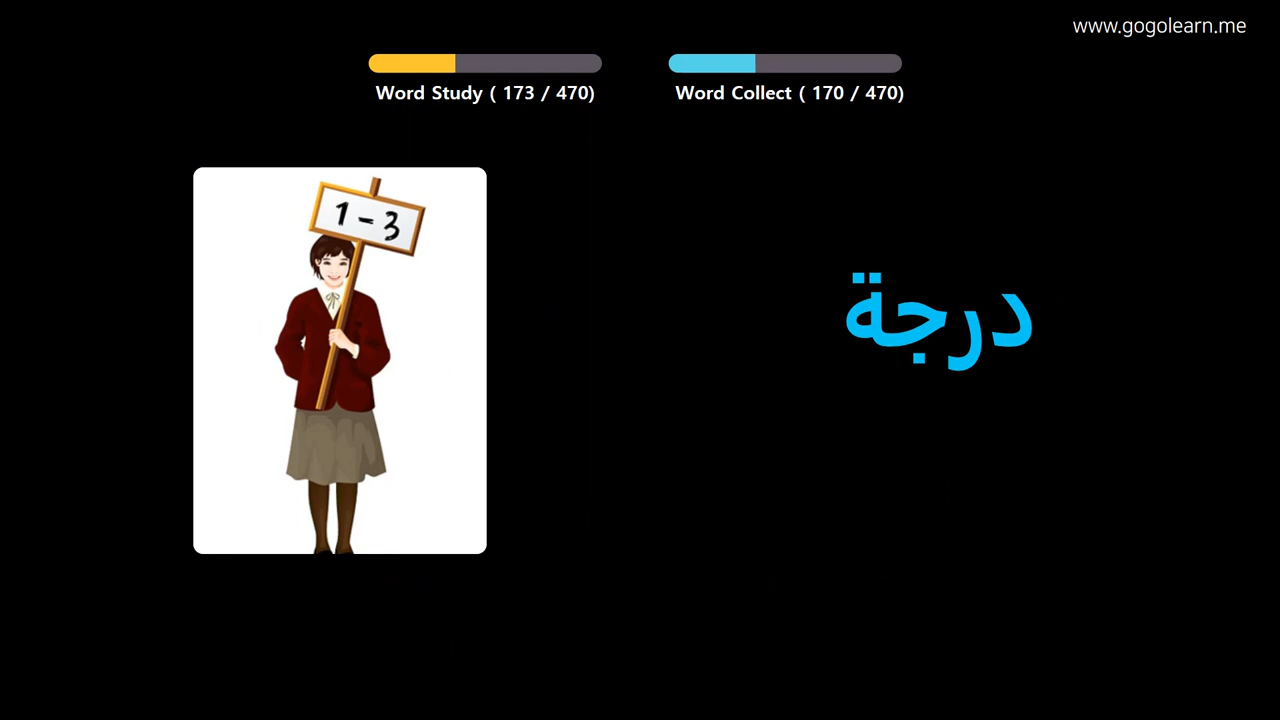 www.gogolearn.me
Word Study ( 173 / 470)
Word Collect ( 170 / 470)
1 - 3
درجة